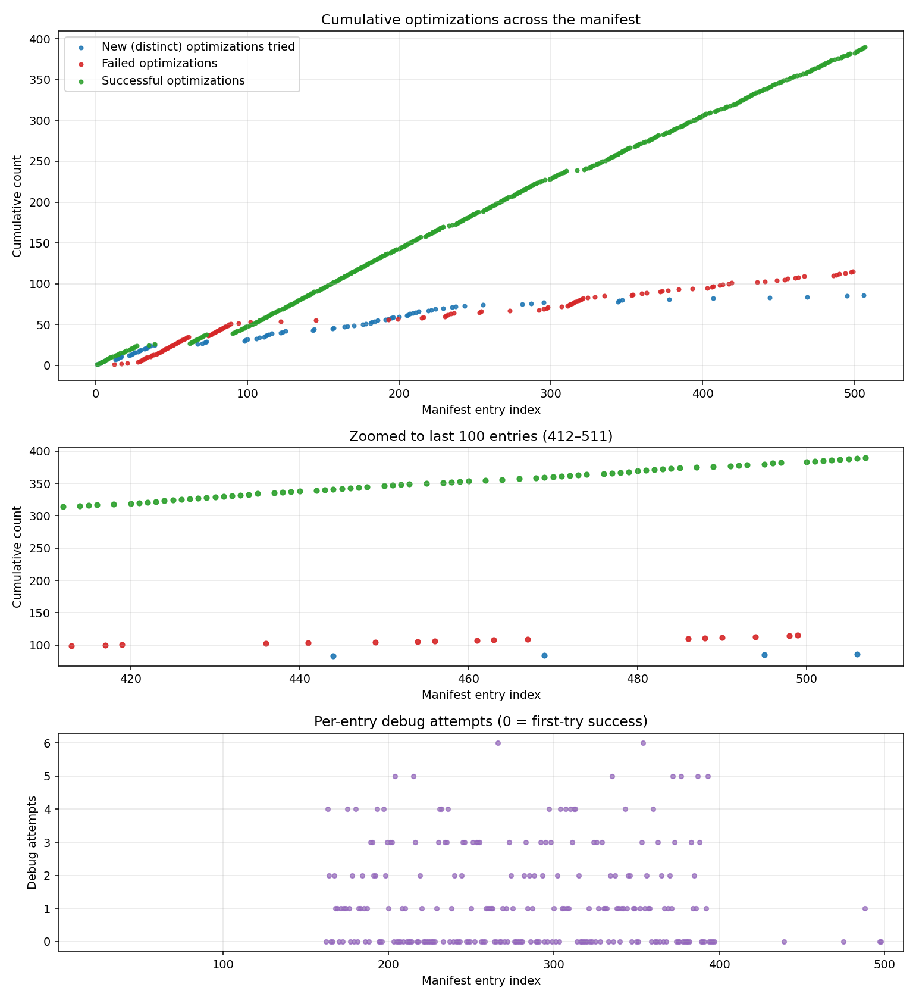 Cumulative optimizations across the manifest
New (distinct) optimizations tried
Failed optimizations
Successful optimizations
Cumulative count
400
350
300
250
200
150
100
50
0
0 100 200 300 400 500
Manifest entry index
Zoomed to last 100 entries (412–511)
Cumulative count
400
350
300
250
200
150
100
420 440 460 480 500
Manifest entry index
Per-entry debug attempts (0 = first-try success)
Debug attempts
6
5
4
3
2
1
0
100 200 300 400 500
Manifest entry index